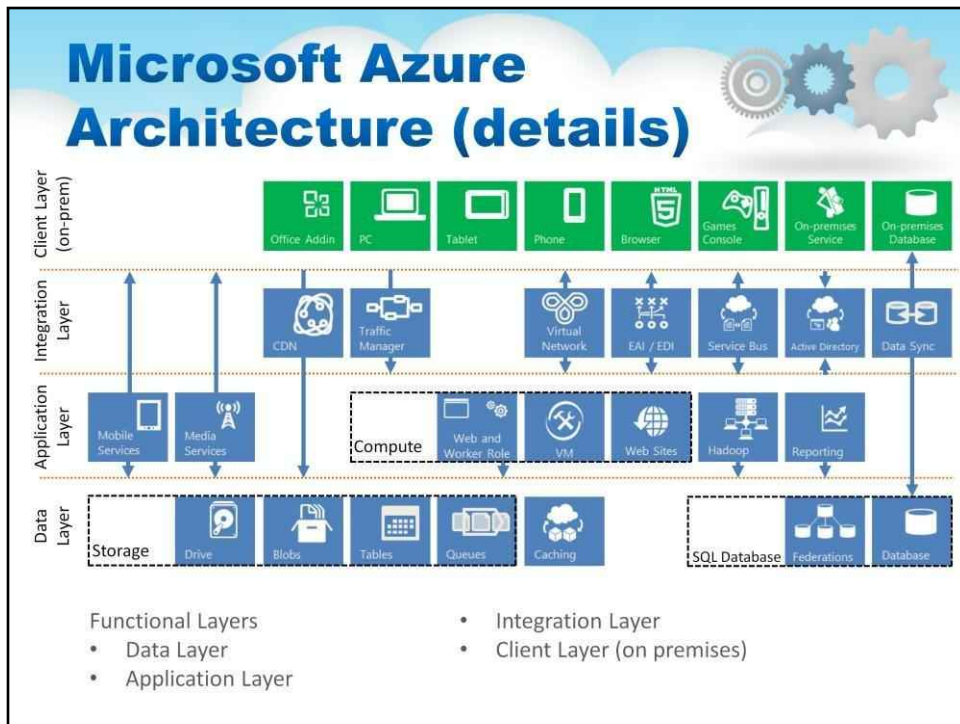 Microsoft Azure
Architecture (details)
Client Layer
(on-prem)
Office Addin
PC
Tablet
Phone
HTML
5
Browser
Games
Console
On-premises
Service
On-premises
Database
Integration
Layer
CDN
Traffic
Manager
Virtual
Network
EAI / EDI
Service Bus
Active Directory
Data Sync
Application
Layer
Mobile
Services
Media
Services
Compute
Web and
Worker Role
VM
Web Sites
Hadoop
Reporting
Data
Layer
Storage
Drive
Blobs
Tables
Queues
Caching
SQL Database
Federations
Database
Functional Layers
• Data Layer
• Application Layer
• Integration Layer
• Client Layer (on premises)